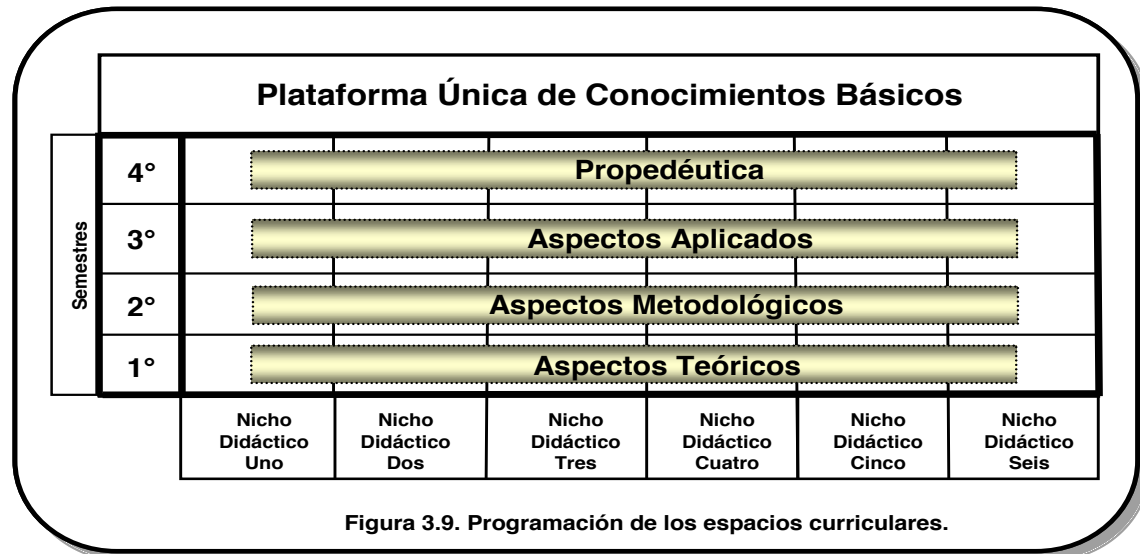 Plataforma Única de Conocimientos Básicos
Semestres
4°
Propedéutica
3°
Aspectos Aplicados
2°
Aspectos Metodológicos
1°
Aspectos Teóricos
Nicho
Didáctico
Uno
Nicho
Didáctico
Dos
Nicho
Didáctico
Tres
Nicho
Didáctico
Cuatro
Nicho
Didáctico
Cinco
Nicho
Didáctico
Seis
Figura 3.9. Programación de los espacios curriculares.